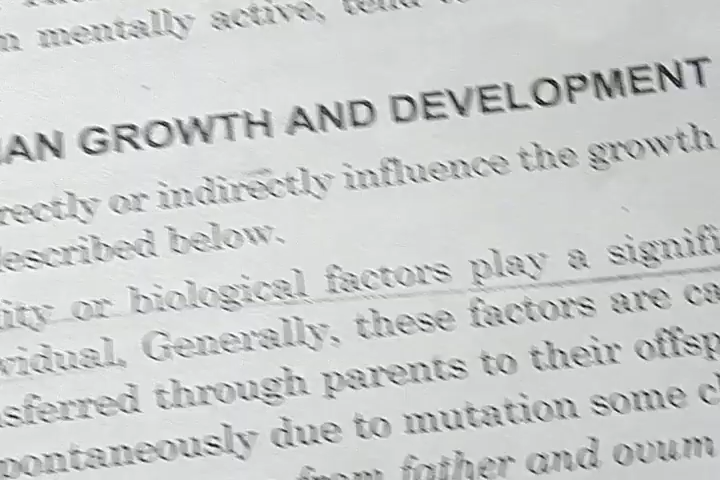 n mentally active, tend
AN GROWTH AND DEVELOPMENT
rectly or indirectly influence the growth
escribed below.
ity or biological factors play a signifi
vidual. Generally, these factors are ca
sferred through parents to their offsp
pontaneously due to mutation some c
from father and ovum